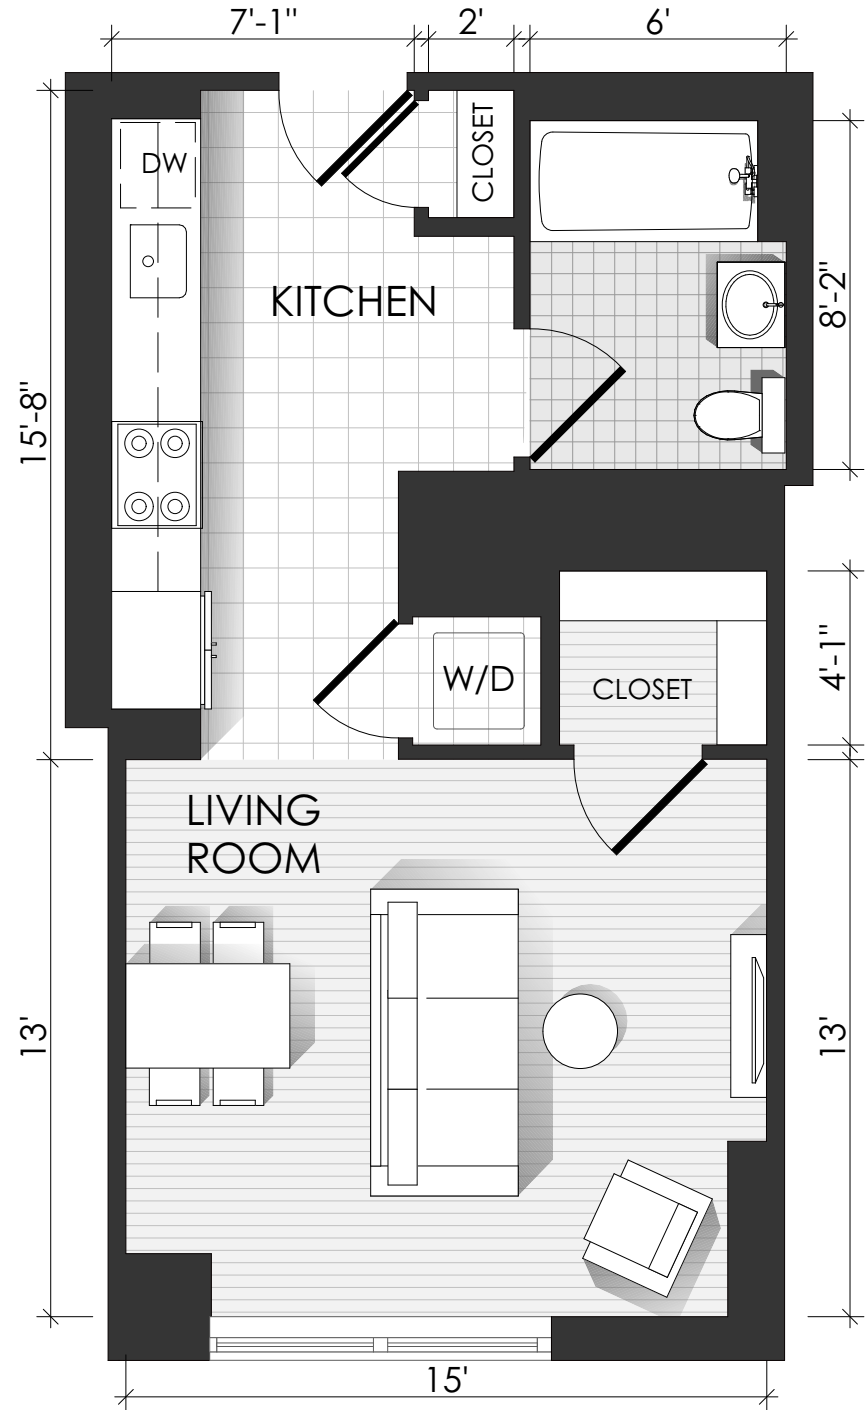 7'-1"
2'
6'
CLOSET
DW
KITCHEN
8'-2"
15'-8"
W/D
CLOSET
4'-1"
LIVING
ROOM
13'
13'
15'